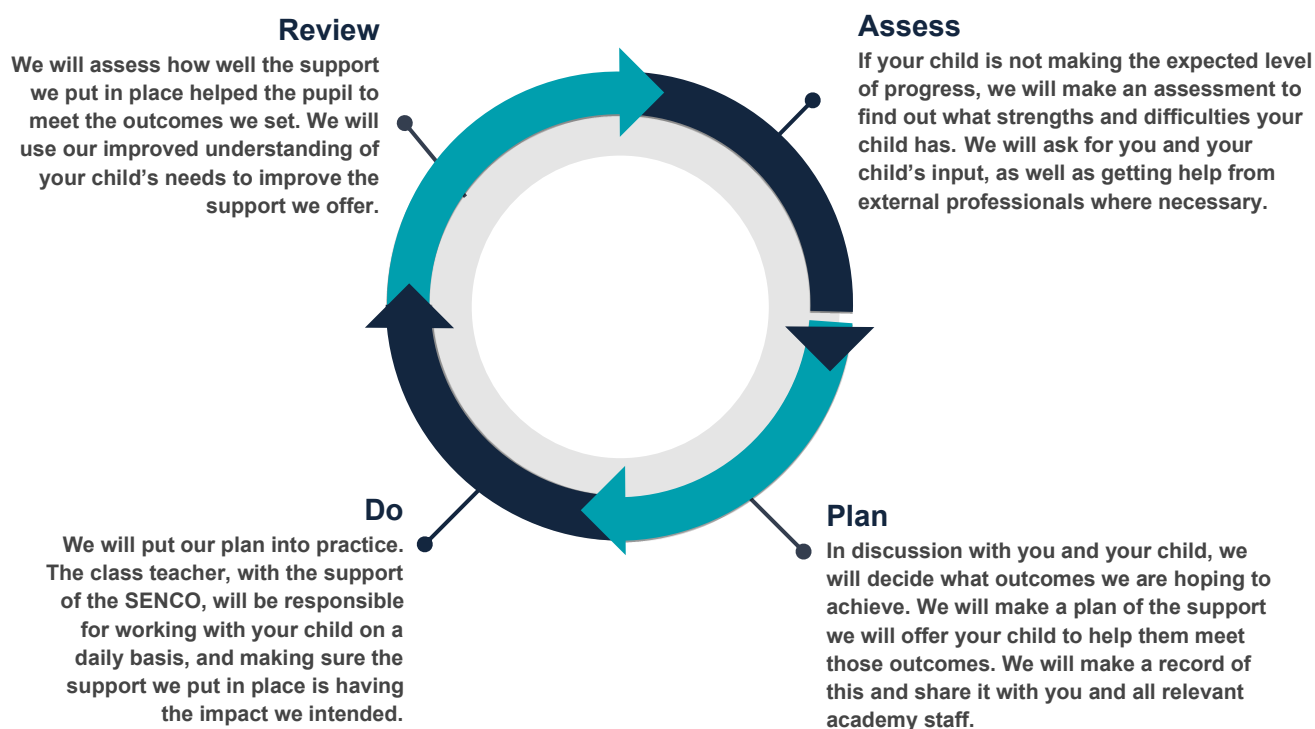 Review
We will assess how well the support
we put in place helped the pupil to
meet the outcomes we set. We will
use our improved understanding of
your child’s needs to improve the
support we offer.
Assess
If your child is not making the expected level
of progress, we will make an assessment to
find out what strengths and difficulties your
child has. We will ask for you and your
child’s input, as well as getting help from
external professionals where necessary.
Do
We will put our plan into practice.
The class teacher, with the support
of the SENCO, will be responsible
for working with your child on a
daily basis, and making sure the
support we put in place is having
the impact we intended.
Plan
In discussion with you and your child, we
will decide what outcomes we are hoping to
achieve. We will make a plan of the support
we will offer your child to help them meet
those outcomes. We will make a record of
this and share it with you and all relevant
academy staff.